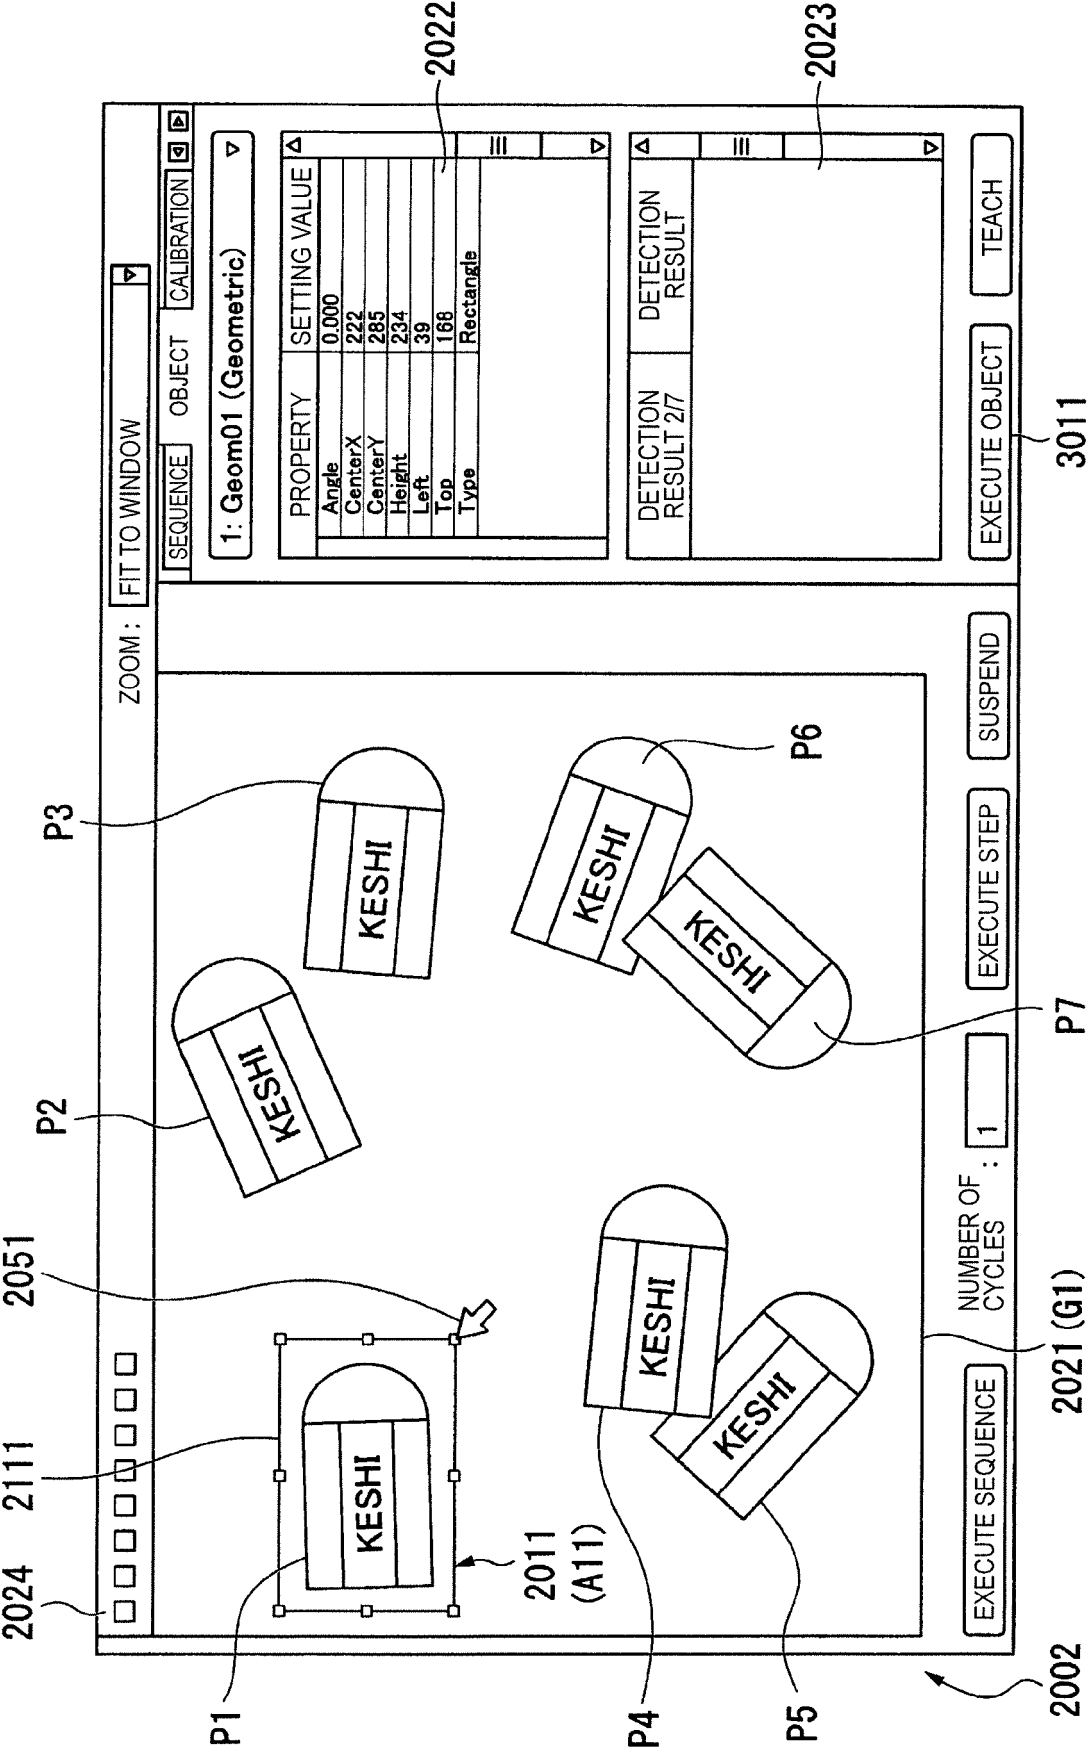 2024
2111
2051
P2
P3
ZOOM :
FIT TO WINDOW
SEQUENCE
OBJECT
CALIBRATION
1: Geom01 (Geometric)
PROPERTY
SETTING VALUE
Angle
0.000
CenterX
222
CenterY
285
Height
234
Left
39
Top
168
Type
Rectangle
2022
DETECTION
RESULT 2/7
DETECTION
RESULT
2023
P1
KESHI
KESHI
KESHI
2011
(A11)
KESHI
KESHI
KESHI
KESHI
P4
P5
P6
P7
EXECUTE SEQUENCE
NUMBER OF
CYCLES
:
1
EXECUTE STEP
SUSPEND
EXECUTE OBJECT
TEACH
2002
2021 (G1)
3011